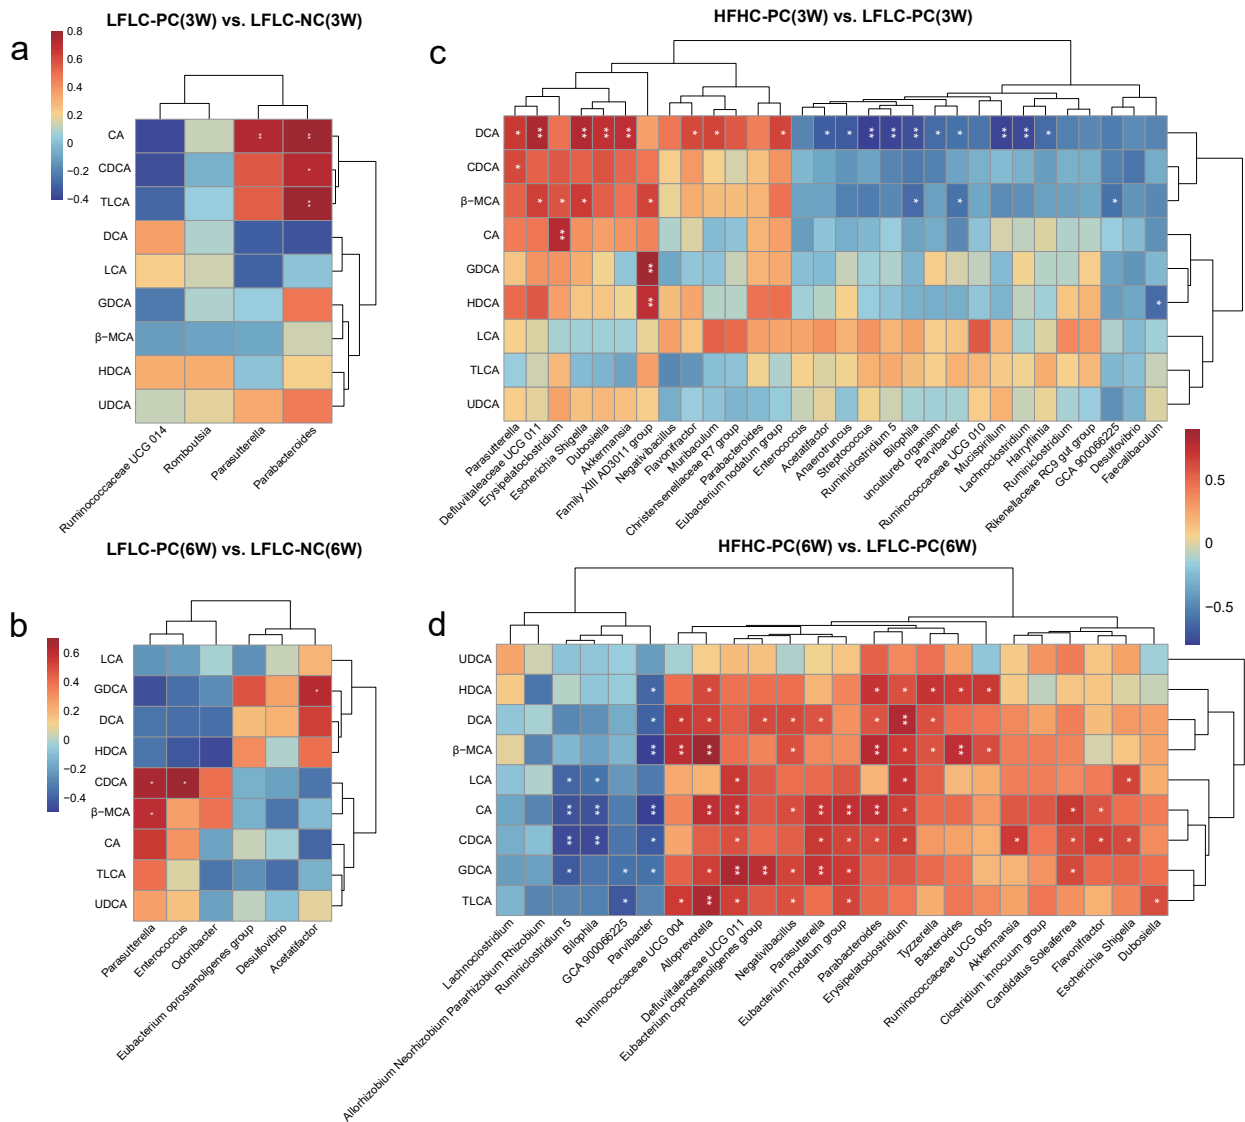 LFLC-PC(3W) vs. LFLC-NC(3W)
a
0.8
0.6
0.4
0.2
0
−0.2
−0.4
CA
CDCA
TLCA
DCA
LCA
GDCA
β−MCA
HDCA
UDCA
Ruminococcaceae UCG 014
Romboutsia
Parasutterella
Parabacteroides
HFHC-PC(3W) vs. LFLC-PC(3W)
c
DCA
CDCA
β−MCA
CA
GDCA
HDCA
LCA
TLCA
UDCA
Parasutterella
Defluviitaleaceae UCG 011
Erysipelatoclostridium
Escherichia Shigella
Dubosiella
Akkermansia
Family XIII AD3011 group
Negativibacillus
Flavonifractor
Muribaculum
Christensenellaceae R7 group
Parabacteroides
Eubacterium nodatum group
Enterococcus
Acetatifactor
Anaerotruncus
Streptococcus
Ruminiclostridium 5
Bilophila
uncultured organism
Parvibacter
Ruminococcaceae UCG 010
Mucispirillum
Lachnoclostridium
Harryflintia
Ruminiclostridium
Rikenellaceae RC9 gut group
GCA 900066225
Desulfovibrio
Faecalibaculum
0.5
0
−0.5
LFLC-PC(6W) vs. LFLC-NC(6W)
b
0.6
0.4
0.2
0
−0.2
−0.4
LCA
GDCA
DCA
HDCA
CDCA
β−MCA
CA
TLCA
UDCA
Parasutterella
Enterococcus
Odoribacter
Eubacterium oprostanoligenes group
Desulfovibrio
Acetatifactor
HFHC-PC(6W) vs. LFLC-PC(6W)
d
UDCA
HDCA
DCA
β−MCA
LCA
CA
CDCA
GDCA
TLCA
Lachnoclostridium
Allorhizobium Neorhizobium Pararhizobium Rhizobium
Ruminiclostridium 5
Bilophila
GCA 900066225
Parvibacter
Ruminococcaceae UCG 004
Alloprevotella
Defluviitaleaceae UCG 011
Eubacterium coprostanoligenes group
Negativibacillus
Parasutterella
Eubacterium nodatum group
Parabacteroides
Erysipelatoclostridium
Tyzzerella
Bacteroides
Ruminococcaceae UCG 005
Akkermansia
Clostridium innocuum group
Candidatus Soleaferrea
Flavonifractor
Escherichia Shigella
Dubosiella